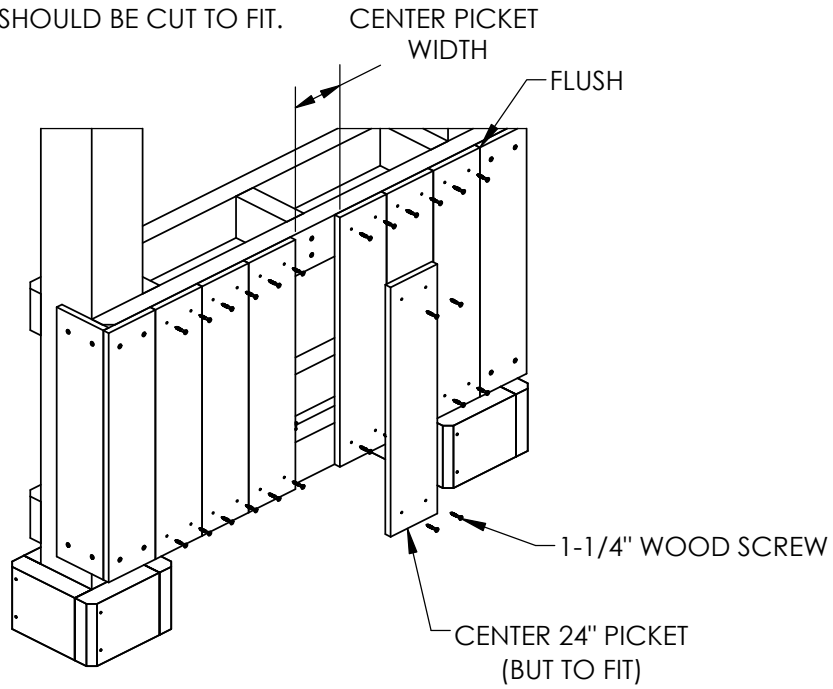 SHOULD BE CUT TO FIT.
CENTER PICKET
WIDTH
FLUSH
1-1/4" WOOD SCREW
CENTER 24" PICKET
(BUT TO FIT)